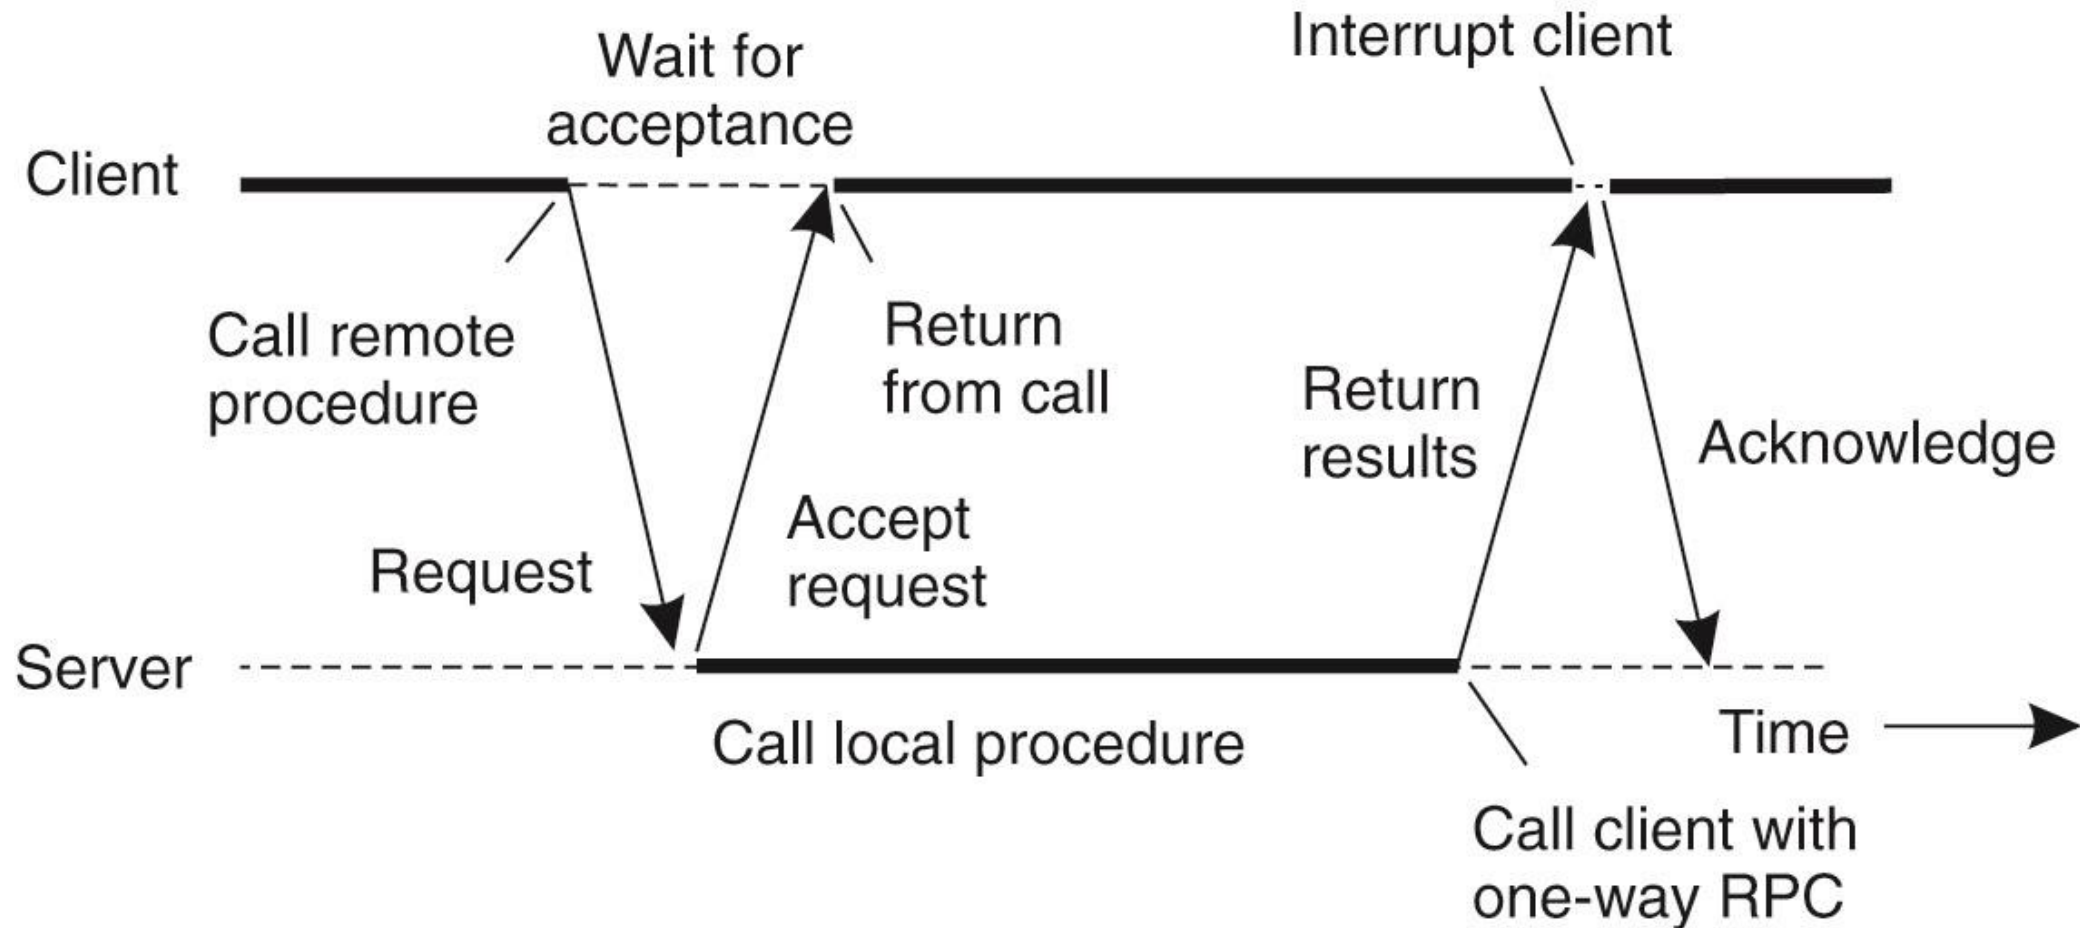 Interrupt client
Wait for
acceptance
Client
Call remote
procedure
Return
from call
Return
results
Acknowledge
Accept
request
Request
Server
Call local procedure
Time
Call client with
one-way RPC